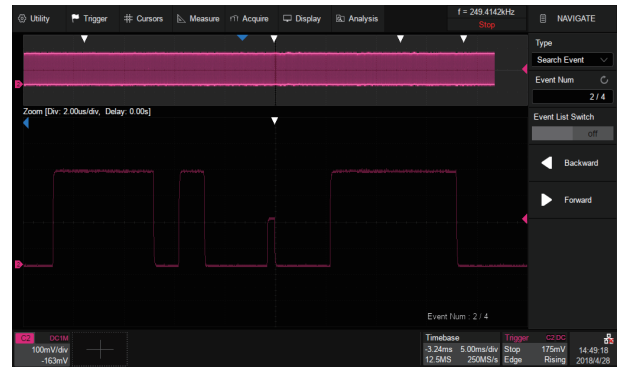 Utility Trigger Cursors Measure Acquire Display Analysis
f = 249.4142kHz
Stop
NAVIGATE
Type
Search Event
Event Num
2 / 4
Event List Switch
off
Backward
Forward
Zoom [Div: 2.00us/div, Delay: 0.00s]
Event Num : 2 / 4
C2 DC1M
100mV/div
-163mV
Timebase
-3.24ms 5.00ms/div
12.5MS 250MS/s
Trigger C2:DC
Stop 175mV
Edge Rising
14:49:18
2018/4/28